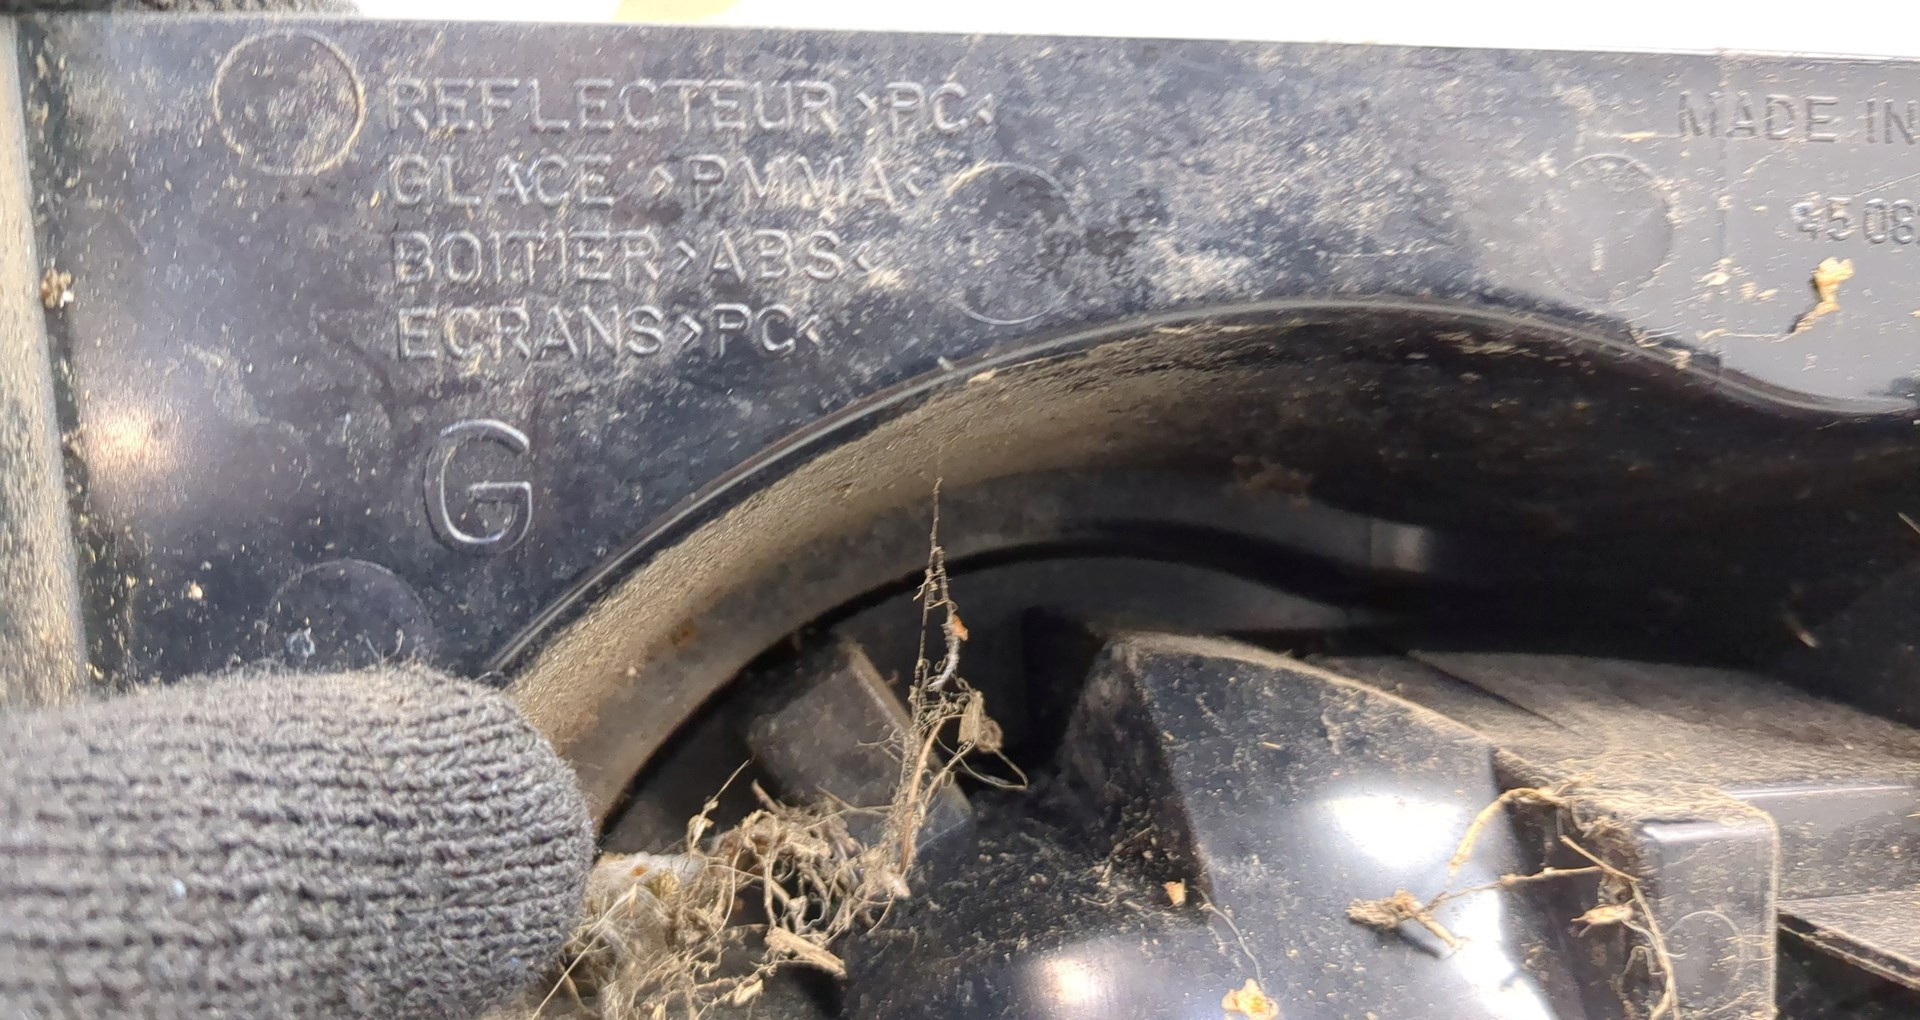 REFLECTEUR >PC<
GLACE >PMMA<
BOITIER >ABS<
ECRANS >PC<
G
MADE IN